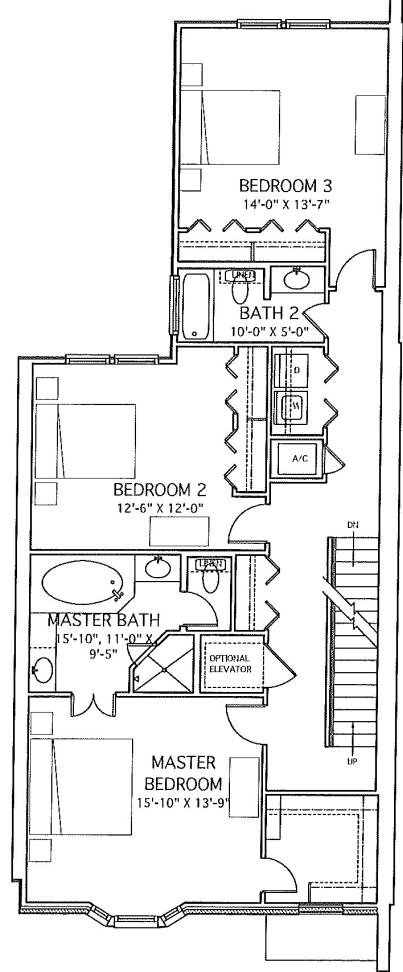 BEDROOM 3
14'-0" X 13'-7"
LINEN
BATH 2
10'-0" X 5'-0"
D
W
A/C
BEDROOM 2
12'-6" X 12'-0"
DN
LINEN
MASTER BATH
15'-10", 11'-0" X
9'-5"
OPTIONAL
ELEVATOR
UP
MASTER
BEDROOM
15'-10" X 13'-9"